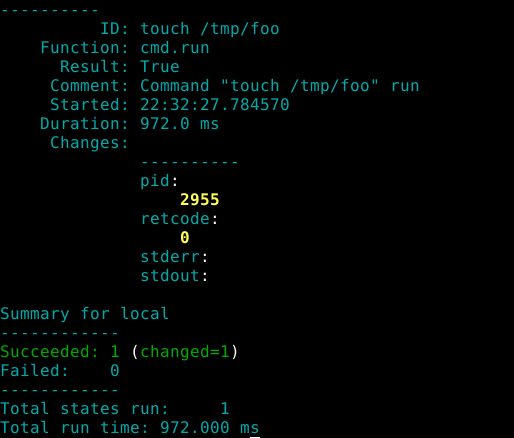 ----------
          ID: touch /tmp/foo
    Function: cmd.run
      Result: True
     Comment: Command "touch /tmp/foo" run
     Started: 22:32:27.784570
    Duration: 972.0 ms
     Changes:
              ----------
              pid:
                  2955
              retcode:
                  0
              stderr:
              stdout:

Summary for local
------------
Succeeded: 1 (changed=1)
Failed:    0
------------
Total states run:     1
Total run time: 972.000 ms